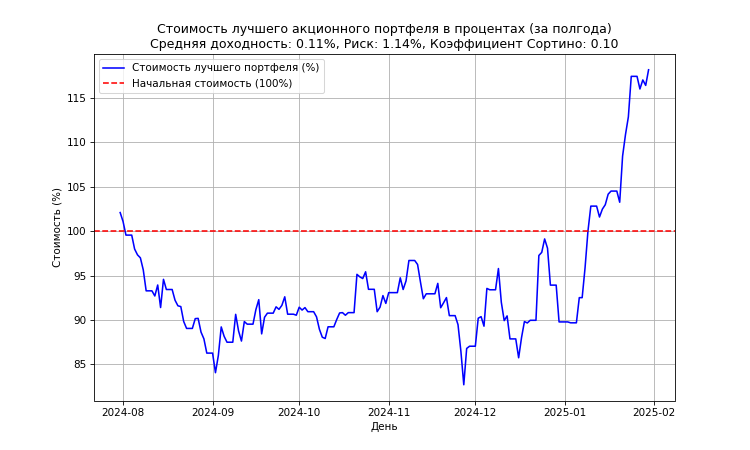 Стоимость лучшего акционного портфеля в процентах (за полгода)
Средняя доходность: 0.11%, Риск: 1.14%, Коэффициент Сортино: 0.10
Стоимость лучшего портфеля (%)
Начальная стоимость (100%)
Стоимость (%)
115
110
105
100
95
90
85
2024-08
2024-09
2024-10
2024-11
2024-12
2025-01
2025-02
День